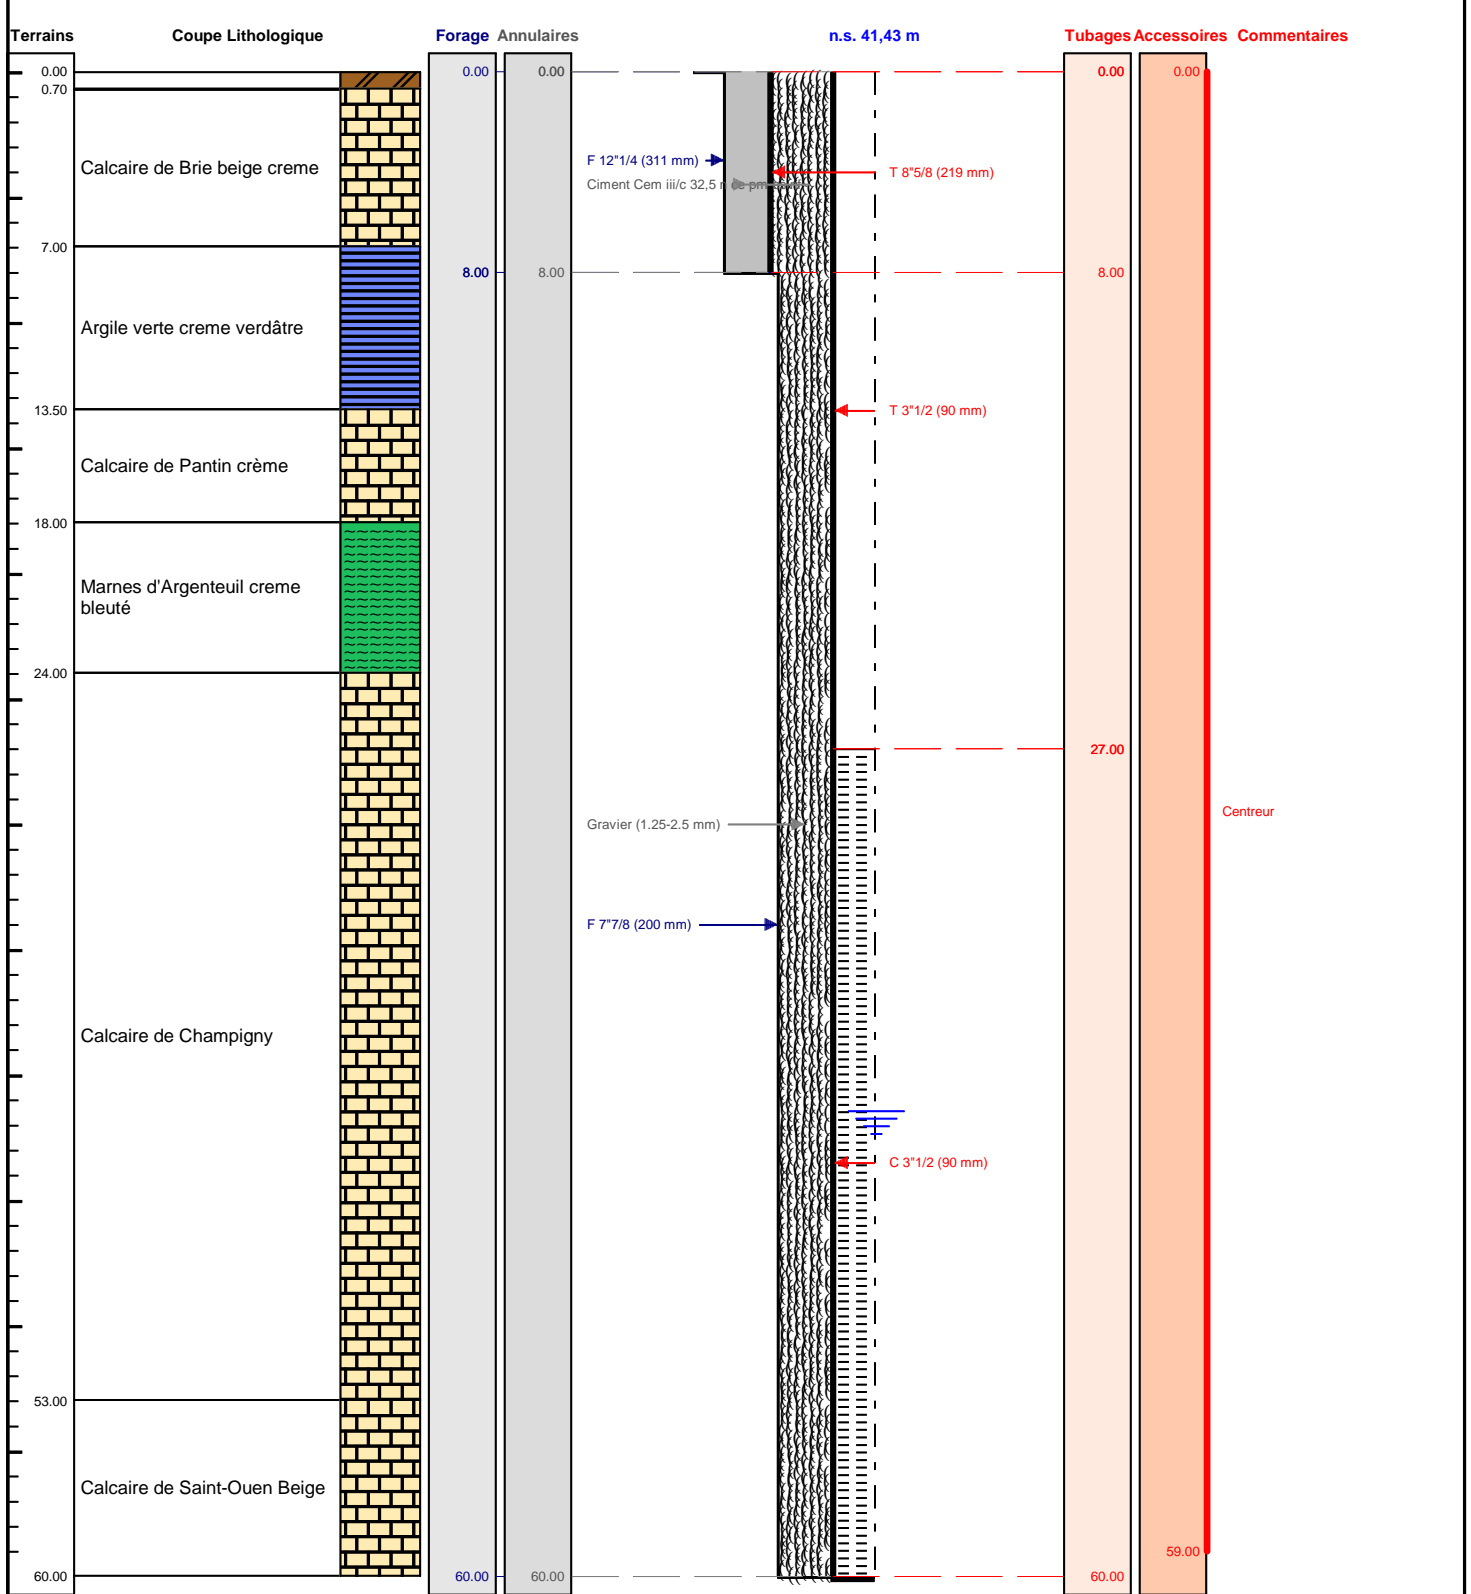 Terrains Coupe Lithologique Forage Annulaires n.s. 41,43 m Tubages Accessoires Commentaires
0.00 0.00 0.00 0.00 0.00
0.70
F 12"1/4 (311 mm)
Calcaire de Brie beige creme
T 8"5/8 (219 mm)
Ciment Cem iii/c 32,5
7.00
8.00 8.00 8.00
Argile verte creme verdâtre
13.50
T 3"1/2 (90 mm)
Calcaire de Pantin crème
18.00
Marnes d'Argenteuil creme
bleuté
24.00
27.00
Centreur
Gravier (1.25-2.5 mm)
F 7"7/8 (200 mm)
Calcaire de Champigny
C 3"1/2 (90 mm)
53.00
Calcaire de Saint-Ouen Beige
59.00
60.00 60.00 60.00 60.00